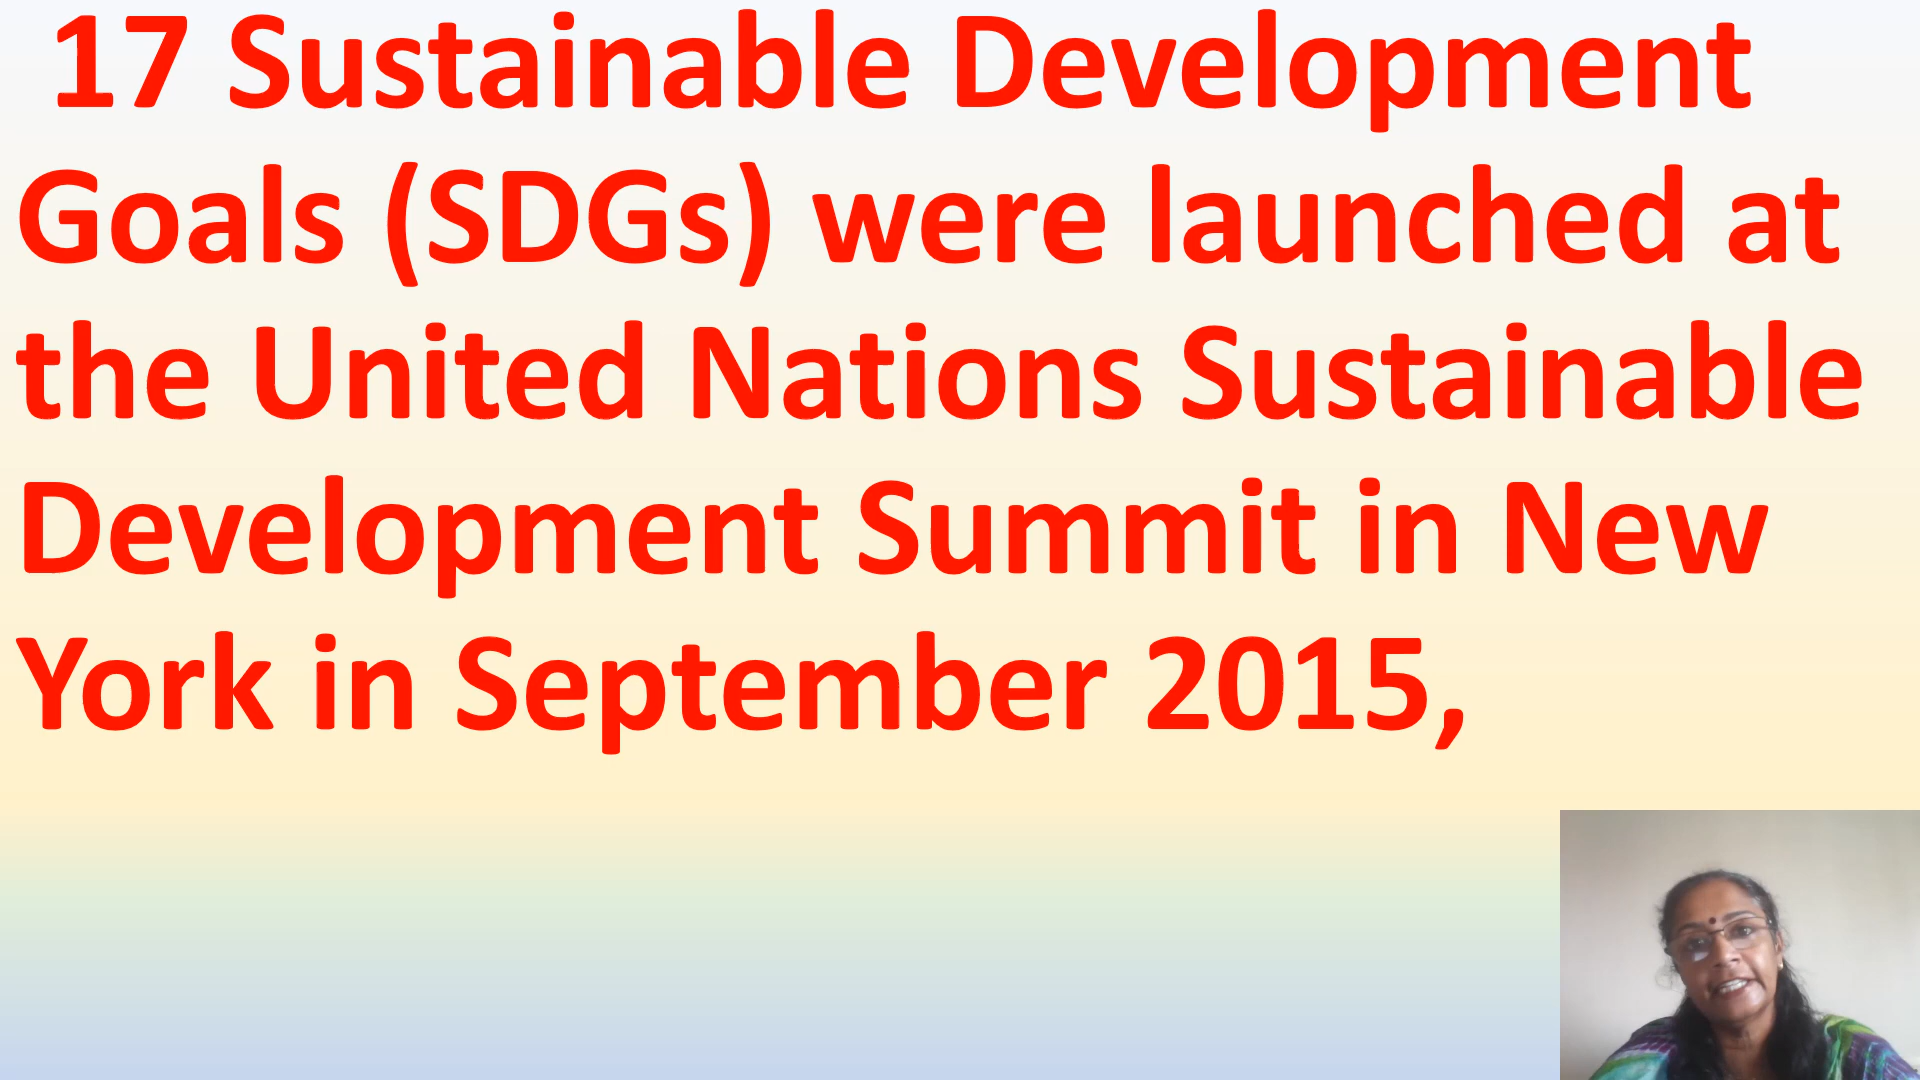 17 Sustainable Development
Goals (SDGs) were launched at
the United Nations Sustainable
Development Summit in New
York in September 2015,